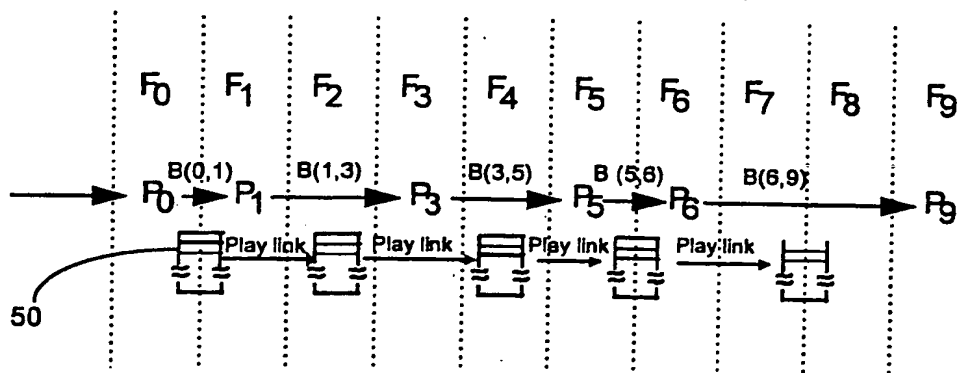 F0 F1 F2 F3 F4 F5 F6 F7 F8 F9
B(0,1) B(1,3) B(3,5) B (5,6) B(6,9)
P0 P1 P3 P5 P6 P9
Play link Play link Play link Play link
50